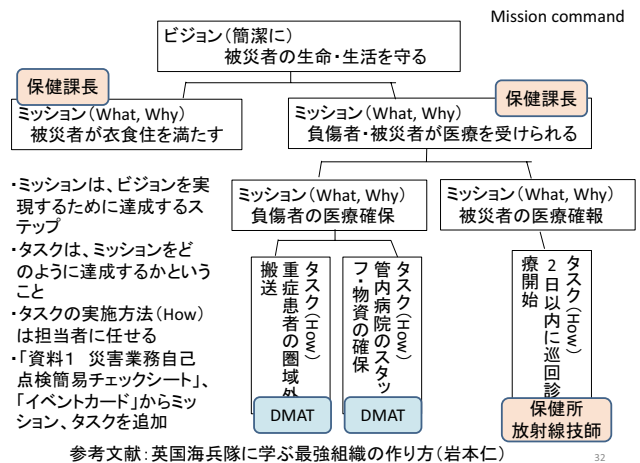 Mission command
ビジョン(簡潔に)
被災者の生命・生活を守る
保健課長
ミッション(What, Why)
被災者が衣食住を満たす
保健課長
ミッション(What, Why)
負傷者・被災者が医療を受けられる
・ミッションは、ビジョンを実
現するために達成するス
テップ
・タスクは、ミッションをど
のように達成するかという
こと
・タスクの実施方法(How)
は担当者に任せる
・「資料1 災害業務自己
点検簡易チェックシート」、
「イベントカード」からミッ
ション、タスクを追加
ミッション(What, Why)
負傷者の医療確保
ミッション(What, Why)
被災者の医療確報
タスク(How)
重症患者の圏域外
搬送
DMAT
タスク(How)
管内病院のスタッ
フ・物資の確保
DMAT
タスク(How)
2日以内に巡回診
療開始
保健所
放射線技師
参考文献:英国海兵隊に学ぶ最強組織の作り方(岩本仁)
32